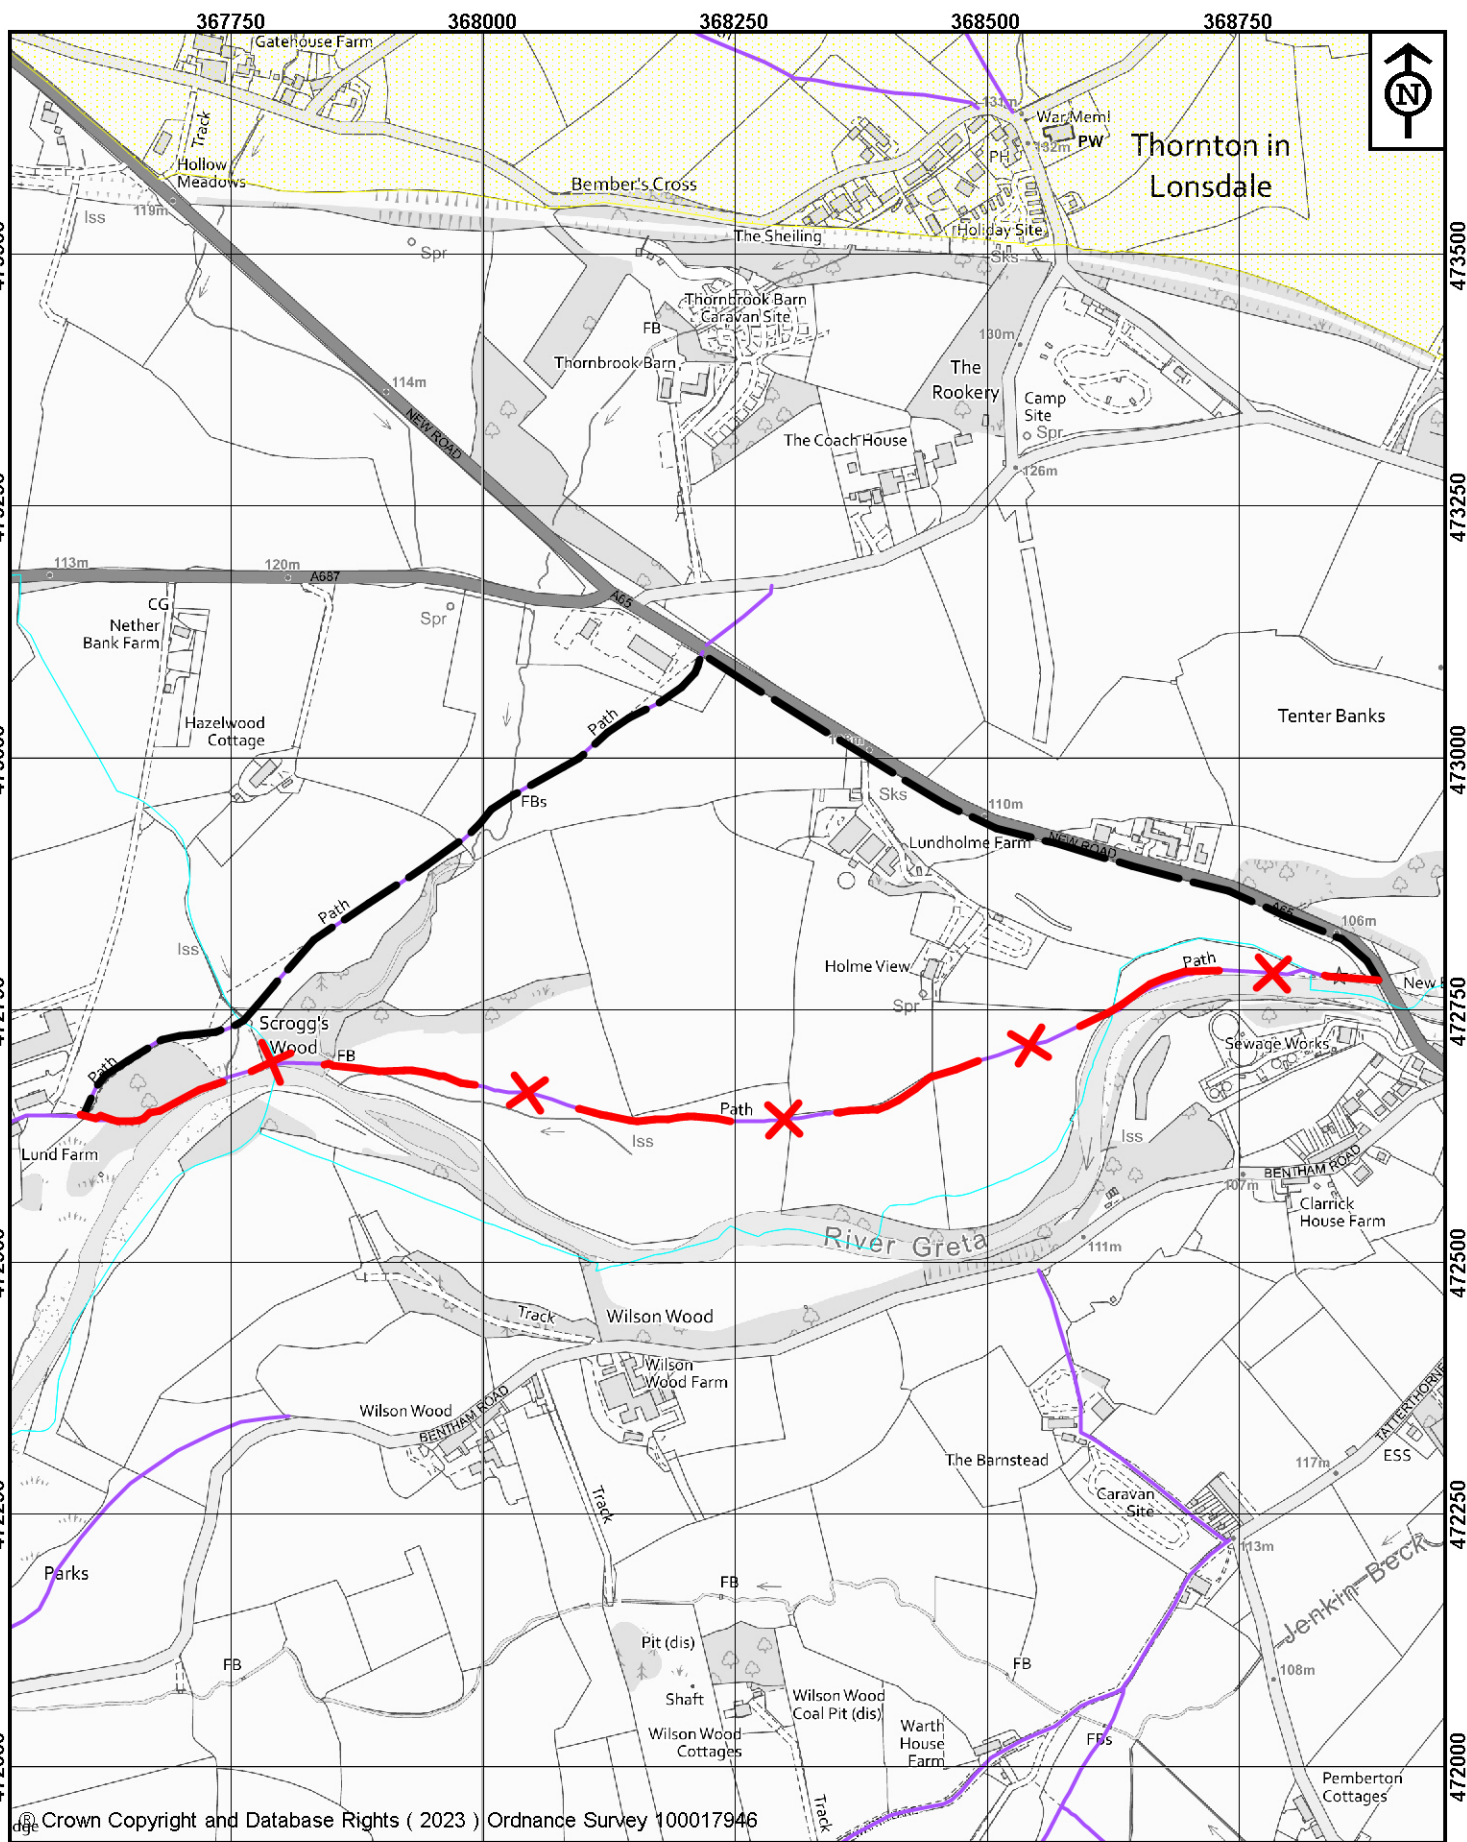 367750 368000 368250 368500 368750
Gatehouse Farm
N
131m
War Meml
Track
132m
PW
PH
Thornton in
Lonsdale
Hollow
Meadows
Bember's Cross
119m
Iss
The Sheiling
Holiday Site
Spr
Sks
473500
Thornbrook Barn
Caravan Site
FB
130m
Thornbrook Barn
The
Rookery
114m
Camp
Site
NEW ROAD
Spr
The Coach House
126m
473250
113m
120m
A687
A65
CG
Spr
Nether
Bank Farm
Tenter Banks
Path
Hazelwood
Cottage
473000
Sks
FBs
110m
Lundholme Farm
NEW ROAD
Path
A65
106m
Iss
Holme View
Path
Spr
New
472750
Scrogg's
Wood
Sewage Works
FB
Path
Path
Iss
Iss
Lund Farm
BENTHAM ROAD
107m
Clarrick
House Farm
River Greta
111m
472500
Track
Wilson Wood
Wilson
Wood Farm
Wilson Wood
BENTHAM ROAD
TATTERTHORNE
The Barnstead
117m
ESS
Caravan
Site
Track
472250
113m
Parks
FB
Jenkin Beck
Pit (dis)
FB
FB
108m
Shaft
Wilson Wood
Coal Pit (dis)
Wilson Wood
Cottages
Warth
House
Farm
FBs
472000
Pemberton
Cottages
Track
® Crown Copyright and Database Rights ( 2023 ) Ordnance Survey 100017946
dge